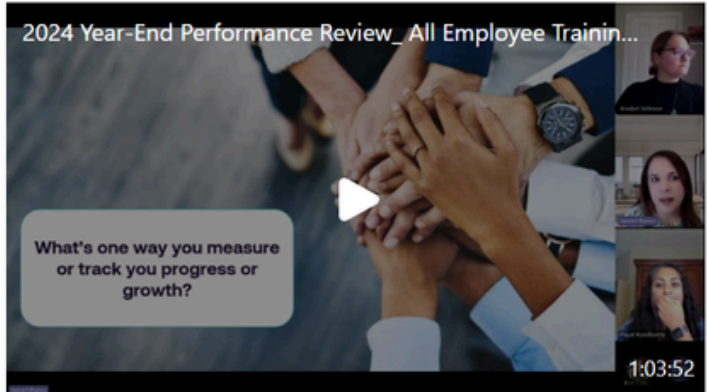 2024 Year-End Performance Review_ All Employee Trainin...
What's one way you measure
or track you progress or
growth?
1:03:52